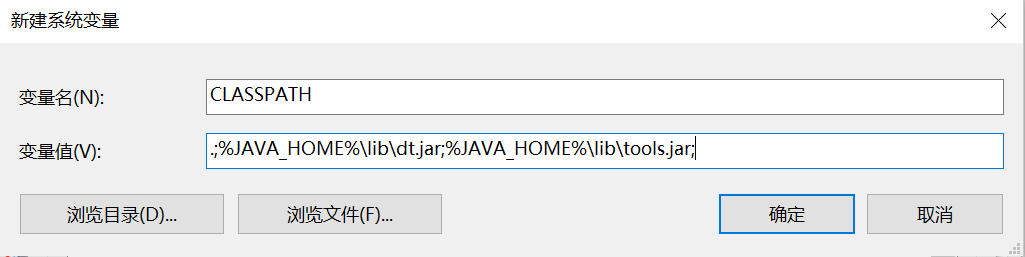 新建系统变量
变量名(N):
CLASSPATH
变量值(V):
.;%JAVA_HOME%\lib\dt.jar;%JAVA_HOME%\lib\tools.jar;
浏览目录(D)...
浏览文件(F)...
确定
取消